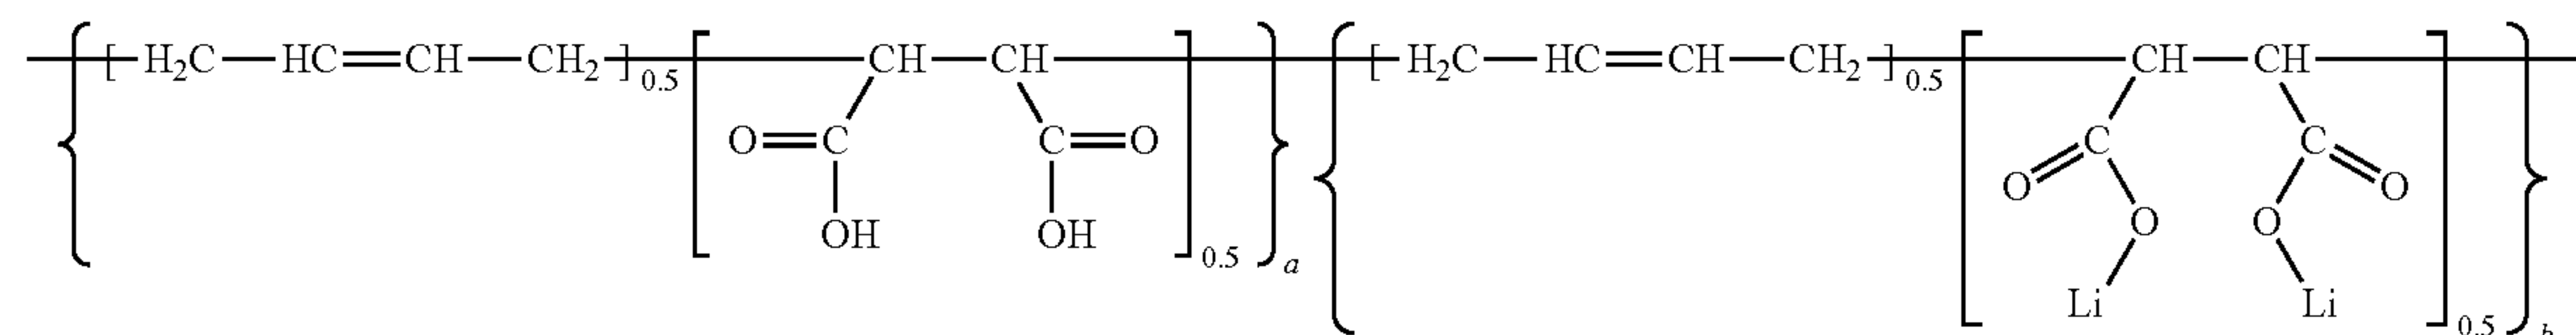 [ H₂C HC CH CH₂ ]0.5 CH CH [ H₂C HC CH CH₂ ]0.5 CH CH
O C C O C C
O O
OH OH O O
0.5 a Li Li 0.5 b